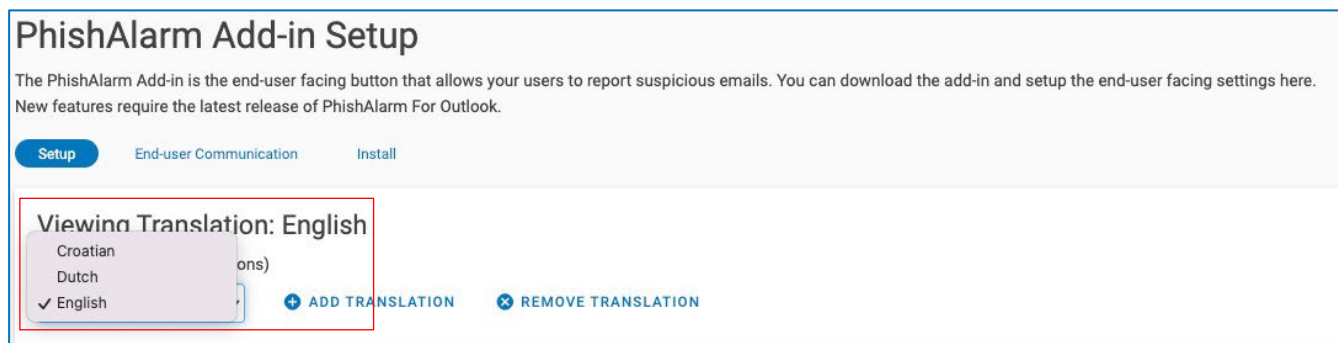 PhishAlarm Add-in Setup
The PhishAlarm Add-in is the end-user facing button that allows your users to report suspicious emails. You can download the add-in and setup the end-user facing settings here.
New features require the latest release of PhishAlarm For Outlook.
Setup End-user Communication Install
Viewing Translation: English
Croatian
ons)
Dutch
✓ English
ADD TRANSLATION REMOVE TRANSLATION